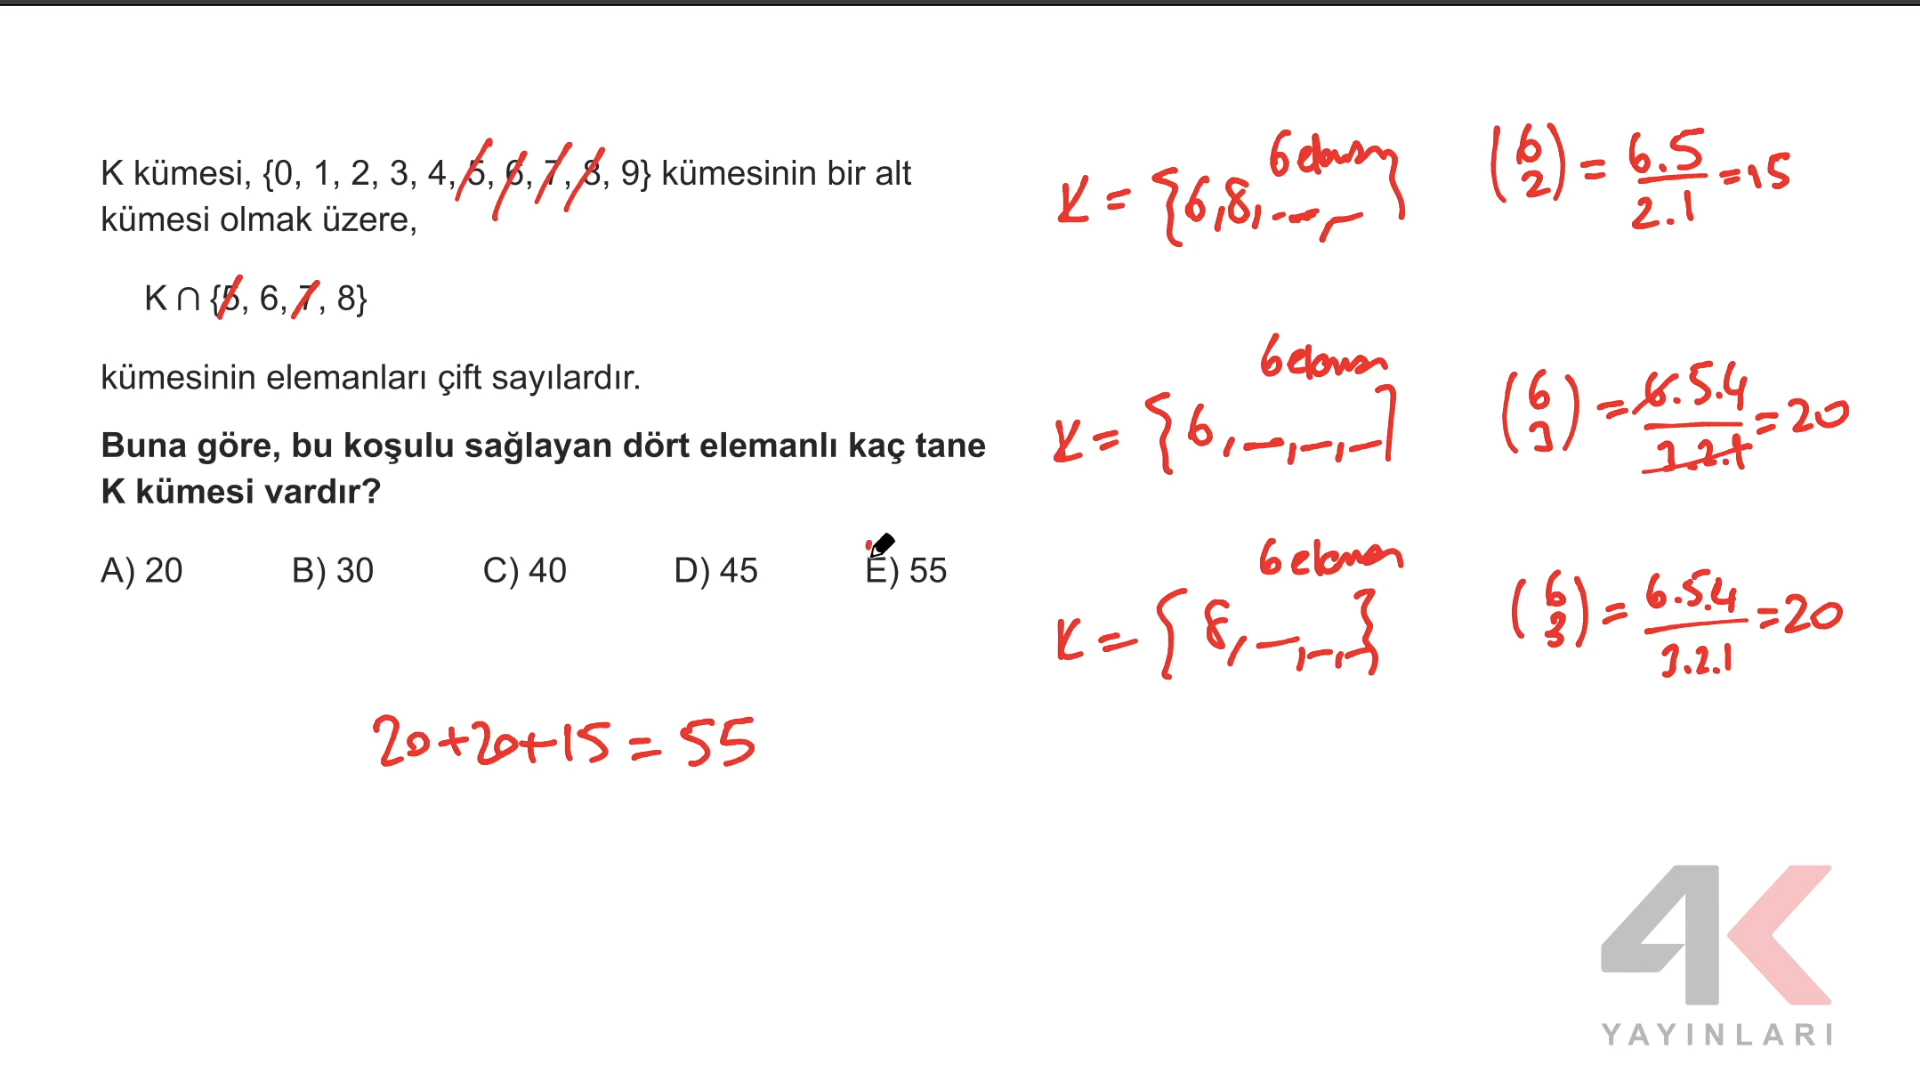 K kümesi, {0, 1, 2, 3, 4, 5, 6, 7, 8, 9} kümesinin bir alt
kümesi olmak üzere,
K ∩ {5, 6, 7, 8}
kümesinin elemanları çift sayılardır.
Buna göre, bu koşulu sağlayan dört elemanlı kaç tane
K kümesi vardır?
A) 20 B) 30 C) 40 D) 45 E) 55
20+20+15 = 55
6 eleman
K = {6,8,_,_} (6 2) = 6.5 / 2.1 = 15
6 eleman
K = {6,_,_,_} (6 3) = 6.5.4 / 3.2.1 = 20
6 eleman
K = {8,_,_,_} (6 3) = 6.5.4 / 3.2.1 = 20
4K
YAYINLARI